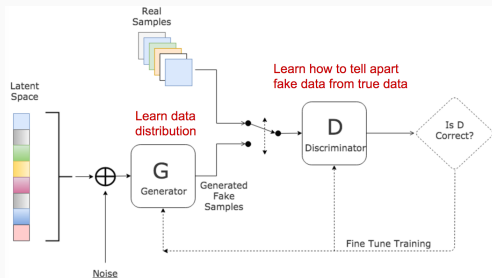 Real
Samples
Latent
Space
Learn data
distribution
Learn how to tell apart
fake data from true data
G
Generator
Generated
Fake
Samples
D
Discriminator
Is D
Correct?
Fine Tune Training
Noise